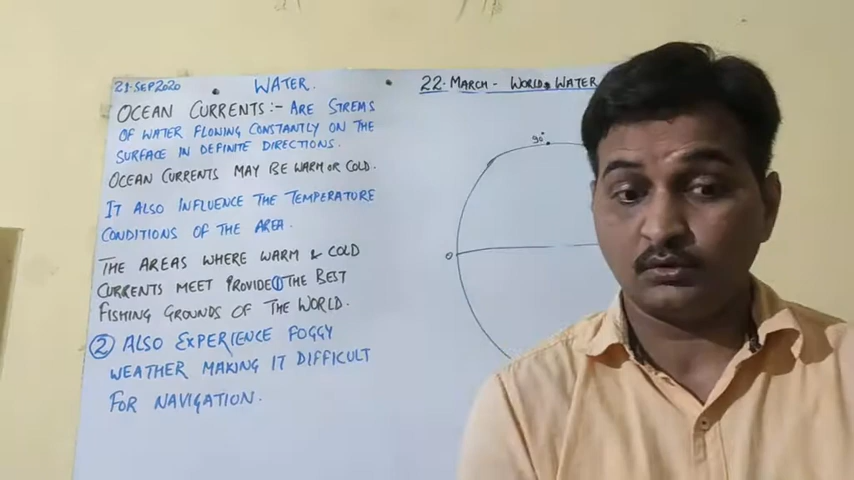 21-SEP2020
WATER.
OCEAN CURRENTS:- ARE STREMS
OF WATER FLOWING CONSTANTLY ON THE
SURFACE IN DEFINITE DIRECTIONS.
OCEAN CURRENTS MAY BE WARM OR COLD.
IT ALSO INFLUENCE THE TEMPERATURE
CONDITIONS OF THE AREA.
THE AREAS WHERE WARM & COLD
CURRENTS MEET PROVIDE ① THE BEST
FISHING GROUNDS OF THE WORLD.
② ALSO EXPERIENCE FOGGY
WEATHER MAKING IT DIFFICULT
FOR NAVIGATION.
22-MARCH- WORLD WATER
90°
0